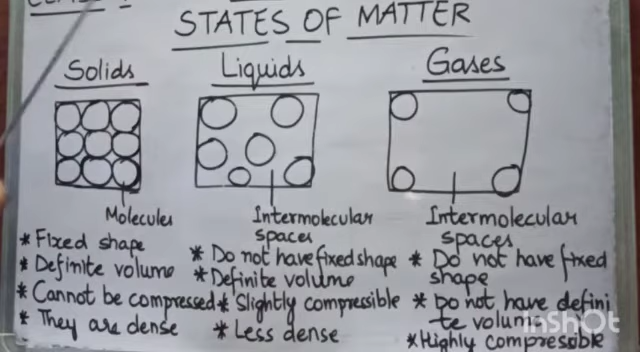 STATES OF MATTER
Solids
Liquids
Gases
Molecules
Intermolecular
spaces
Intermolecular
spaces
* Fixed shape
* Definite volume
* Cannot be compressed
* They are dense
* Do not have fixed shape
* Definite volume
* Slightly compressible
* Less dense
* Do not have fixed
shape
* Do not have defini
te volume
* Highly compressible
inshot